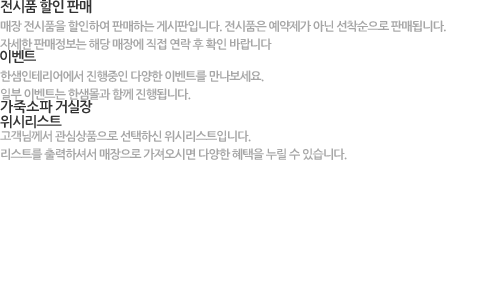 전시품 할인 판매
매장 전시품을 할인하여 판매하는 게시판입니다. 전시품은 예약제가 아닌 선착순으로 판매됩니다.
자세한 판매정보는 해당 매장에 직접 연락 후 확인 바랍니다
이벤트
한샘인테리어에서 진행중인 다양한 이벤트를 만나보세요.
일부 이벤트는 한샘몰과 함께 진행됩니다.
가죽소파 거실장
위시리스트
고객님께서 관심상품으로 선택하신 위시리스트입니다.
리스트를 출력하셔서 매장으로 가져오시면 다양한 혜택을 누릴 수 있습니다.